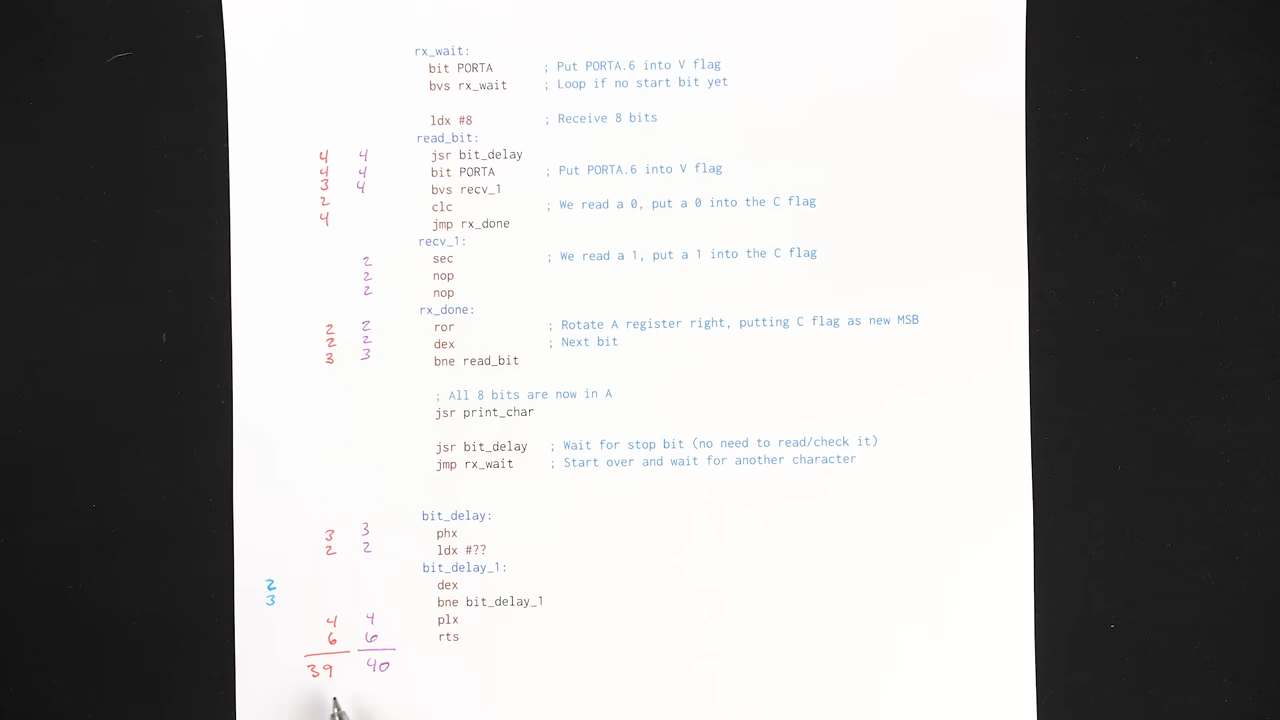 rx_wait:
bit PORTA ; Put PORTA.6 into V flag
bvs rx_wait ; Loop if no start bit yet
ldx #8 ; Receive 8 bits
read_bit:
4 4 jsr bit_delay
4 4 bit PORTA ; Put PORTA.6 into V flag
3 4 bvs recv_1
2 clc ; We read a 0, put a 0 into the C flag
4 jmp rx_done
recv_1:
2 sec ; We read a 1, put a 1 into the C flag
2 nop
2 nop
rx_done:
2 2 ror ; Rotate A register right, putting C flag as new MSB
2 2 dex ; Next bit
3 3 bne read_bit
; All 8 bits are now in A
jsr print_char
jsr bit_delay ; Wait for stop bit (no need to read/check it)
jmp rx_wait ; Start over and wait for another character
bit_delay:
3 3 phx
2 2 ldx #??
bit_delay_1:
2 dex
3 bne bit_delay_1
4 4 plx
6 6 rts
39 40